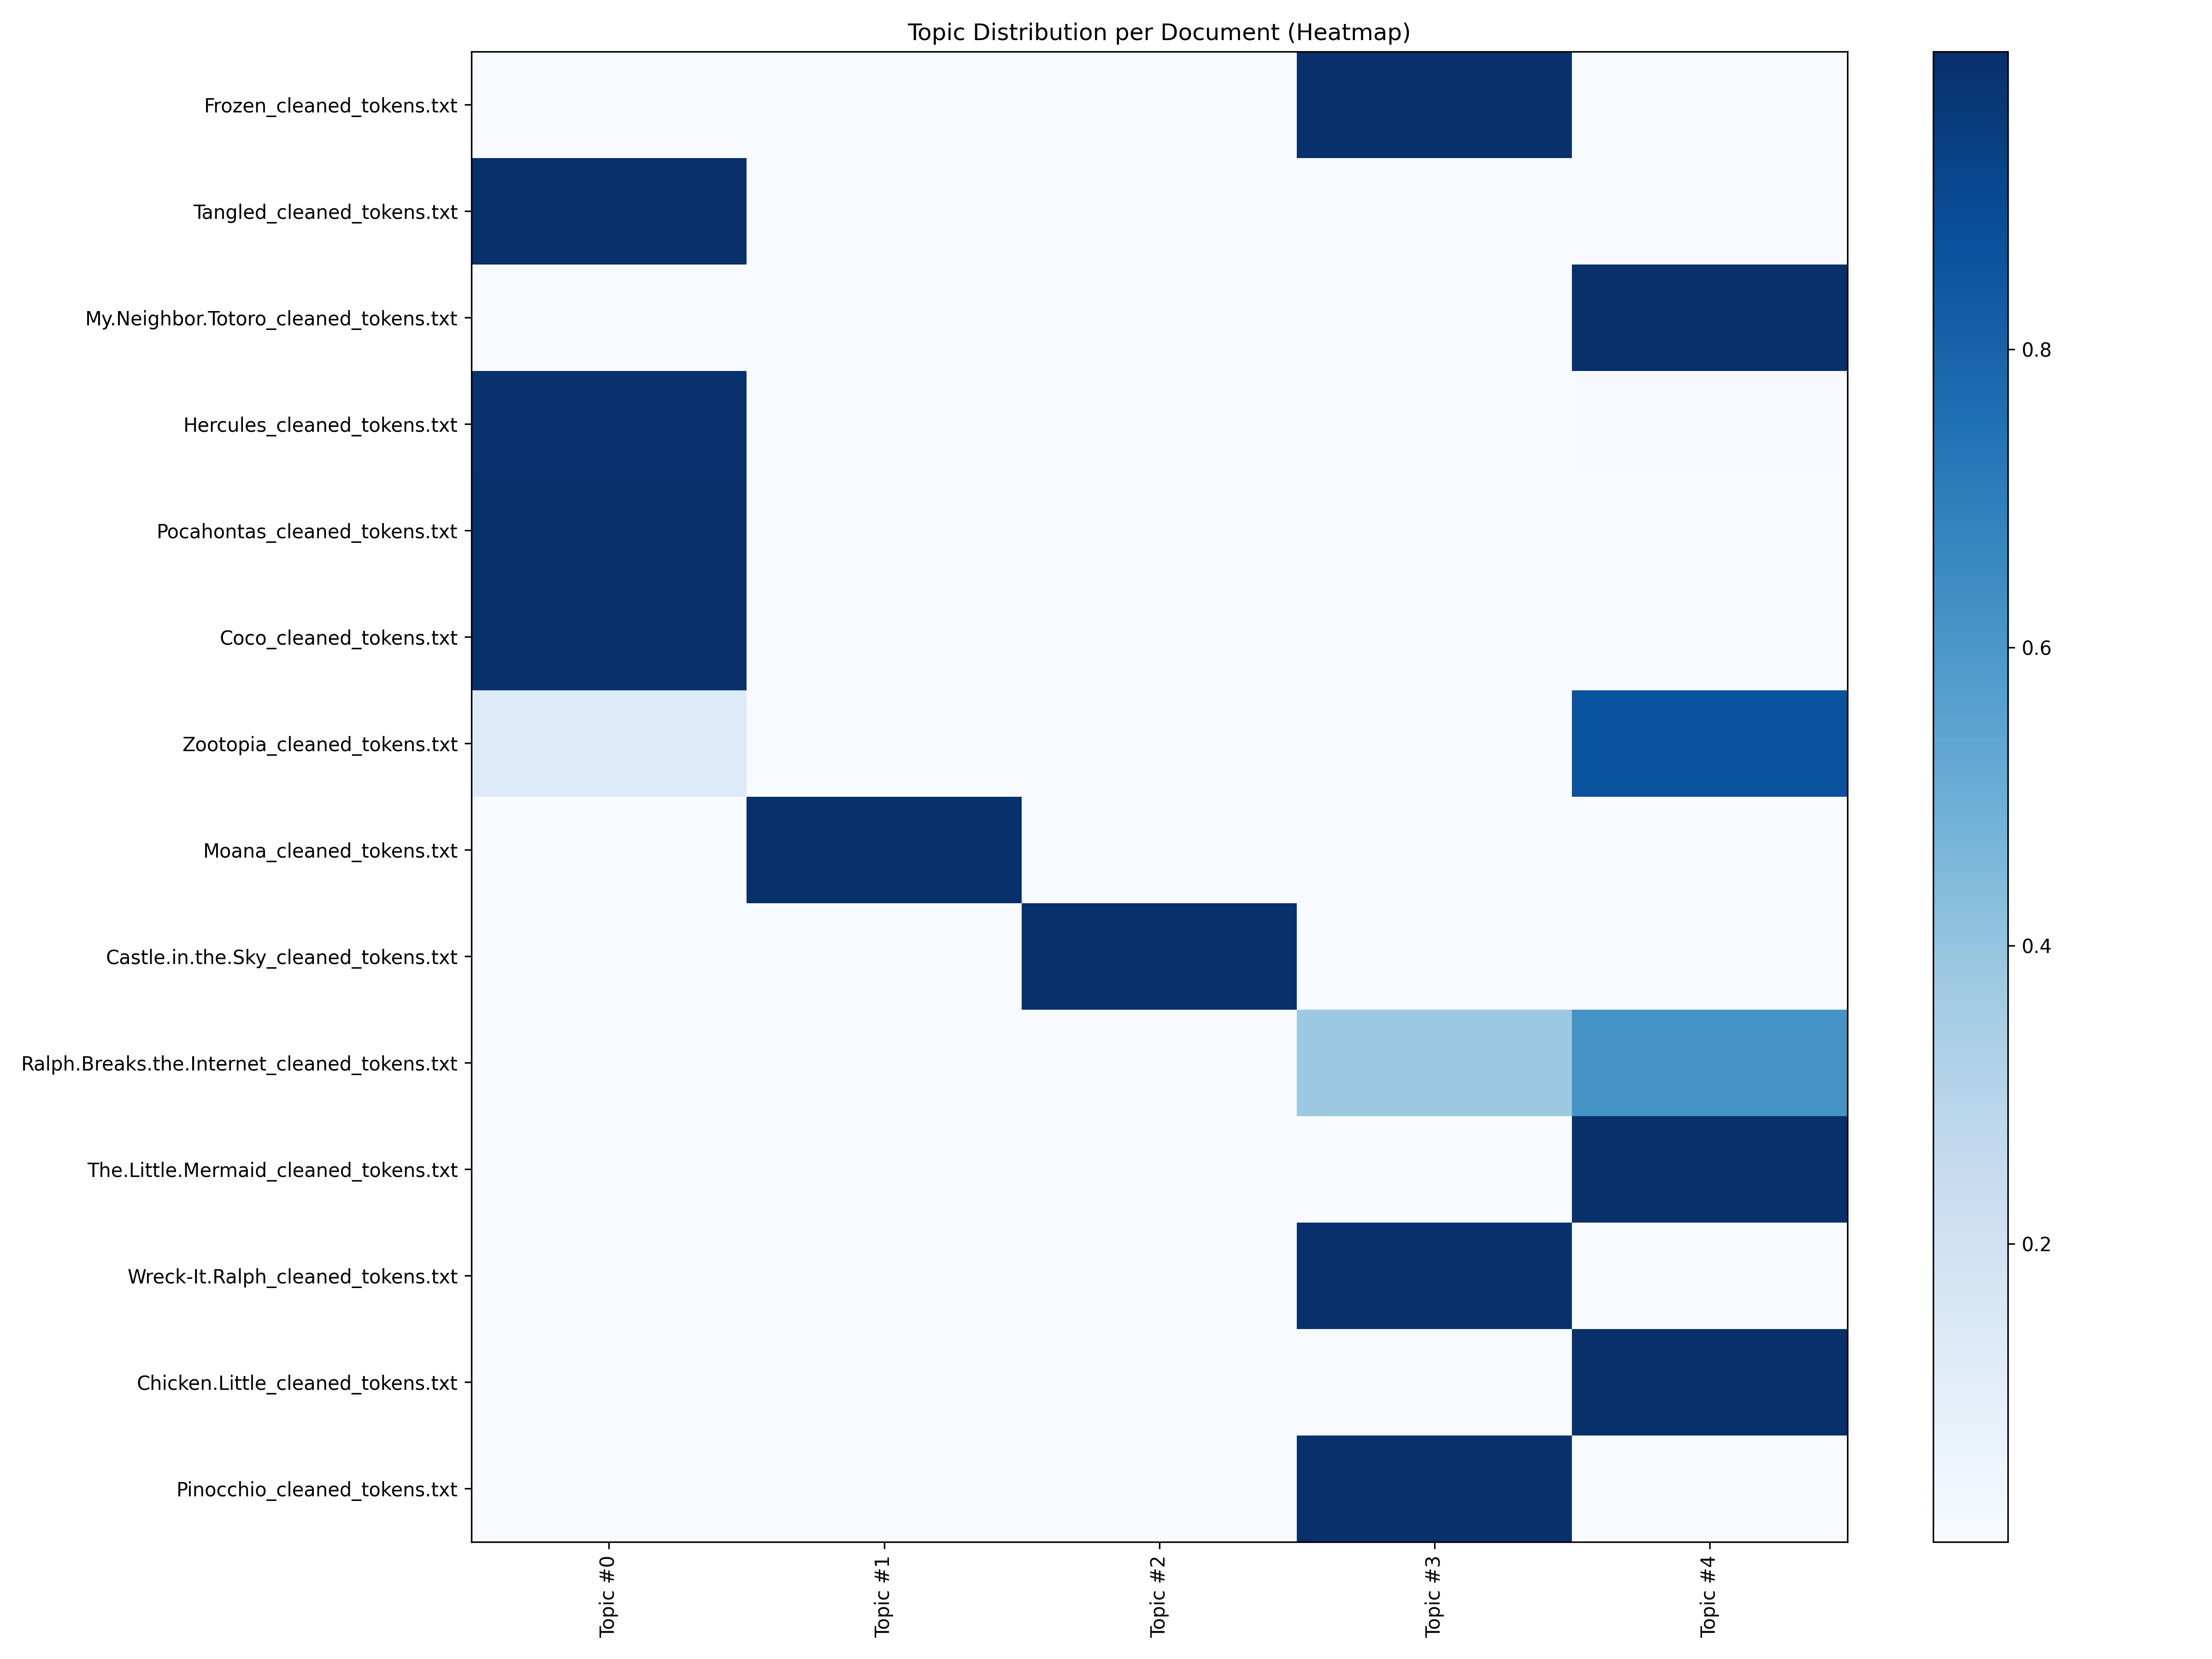 Topic Distribution per Document (Heatmap)
Frozen_cleaned_tokens.txt
Tangled_cleaned_tokens.txt
My.Neighbor.Totoro_cleaned_tokens.txt
Hercules_cleaned_tokens.txt
Pocahontas_cleaned_tokens.txt
Coco_cleaned_tokens.txt
Zootopia_cleaned_tokens.txt
Moana_cleaned_tokens.txt
Castle.in.the.Sky_cleaned_tokens.txt
Ralph.Breaks.the.Internet_cleaned_tokens.txt
The.Little.Mermaid_cleaned_tokens.txt
Wreck-It.Ralph_cleaned_tokens.txt
Chicken.Little_cleaned_tokens.txt
Pinocchio_cleaned_tokens.txt
Topic #0
Topic #1
Topic #2
Topic #3
Topic #4
0.8
0.6
0.4
0.2